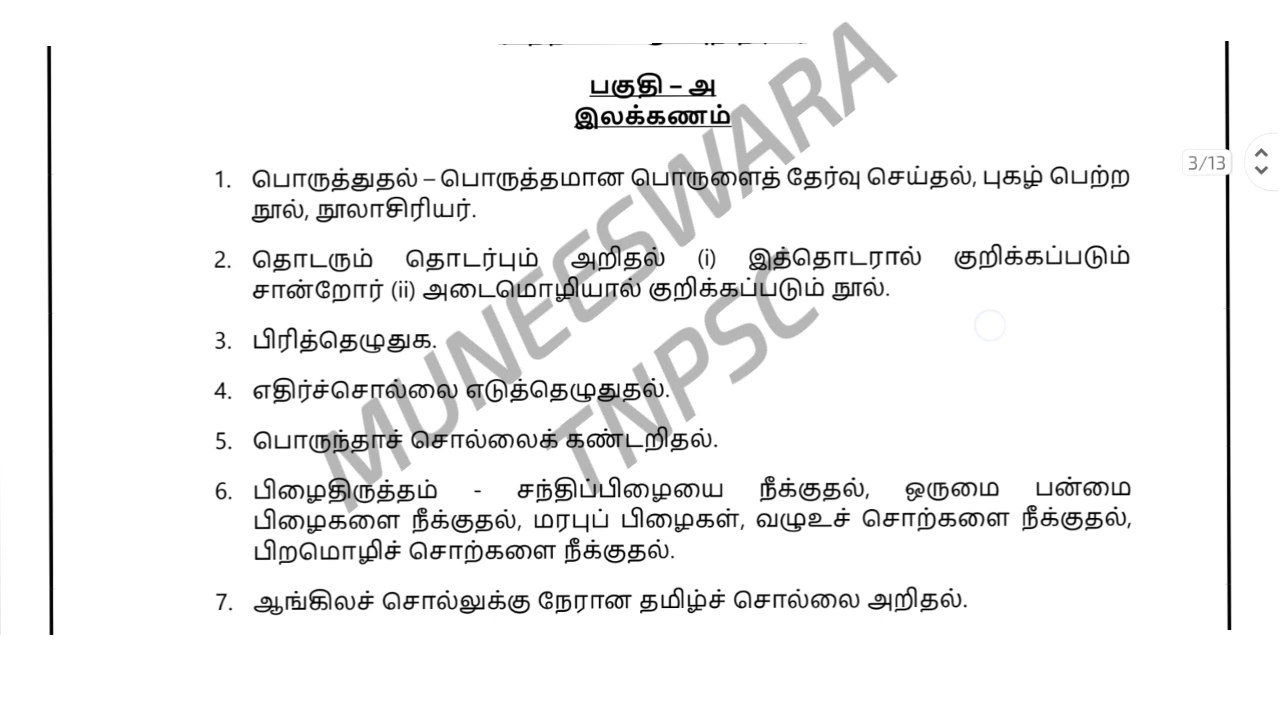 பகுதி – அ
இலக்கணம்
1. பொருத்துதல் – பொருத்தமான பொருளைத் தேர்வு செய்தல், புகழ் பெற்ற
நூல், நூலாசிரியர்.
2. தொடரும் தொடர்பும் அறிதல் (i) இத்தொடரால் குறிக்கப்படும்
சான்றோர் (ii) அடைமொழியால் குறிக்கப்படும் நூல்.
3. பிரித்தெழுதுக.
4. எதிர்ச்சொல்லை எடுத்தெழுதுதல்.
5. பொருந்தாச் சொல்லைக் கண்டறிதல்.
6. பிழைதிருத்தம் - சந்திப்பிழையை நீக்குதல், ஒருமை பன்மை
பிழைகளை நீக்குதல், மரபுப் பிழைகள், வழுஉச் சொற்களை நீக்குதல்,
பிறமொழிச் சொற்களை நீக்குதல்.
7. ஆங்கிலச் சொல்லுக்கு நேரான தமிழ்ச் சொல்லை அறிதல்.
MUNEESWARA
TNPSC
3/13